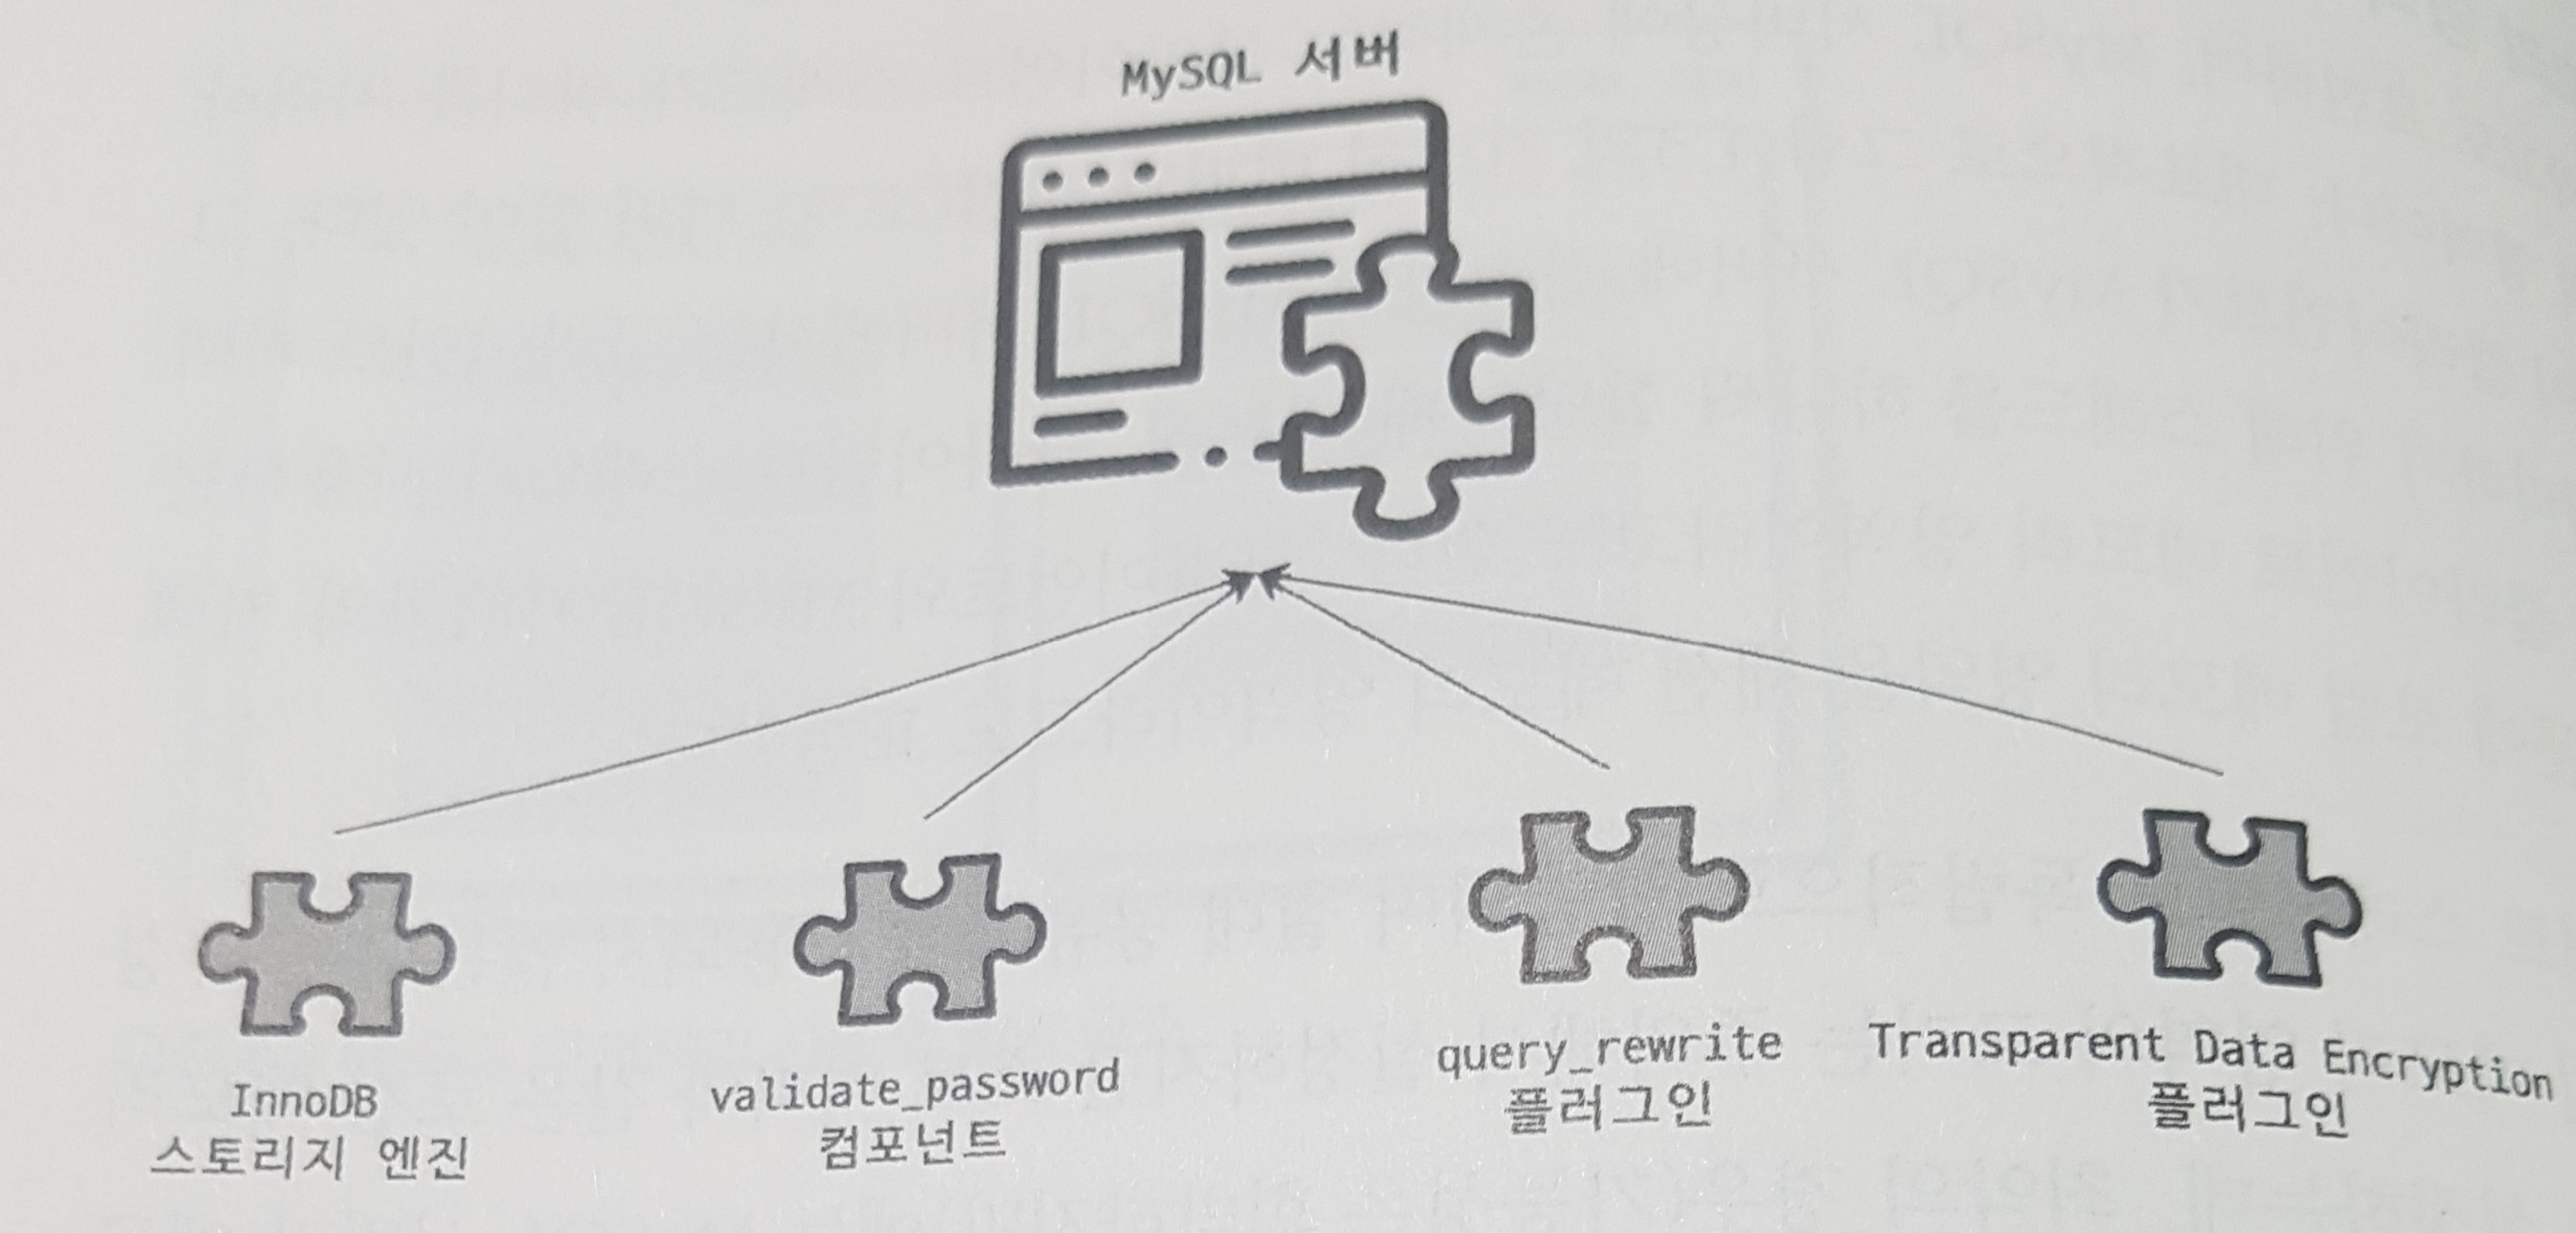 MySQL 서버
InnoDB
스토리지 엔진
validate_password
컴포넌트
query_rewrite
플러그인
Transparent Data Encryption
플러그인